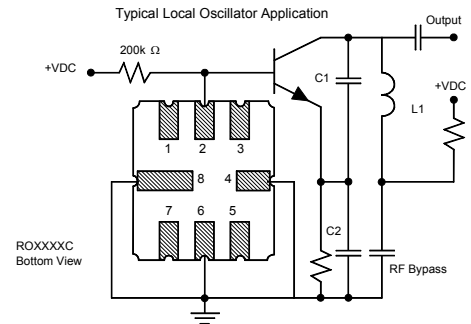 Typical Local Oscillator Application
Output
200k Ω
+VDC
C1
+VDC
L1
1 2 3
8 4
7 6 5
C2
ROXXXXC
Bottom View
RF Bypass